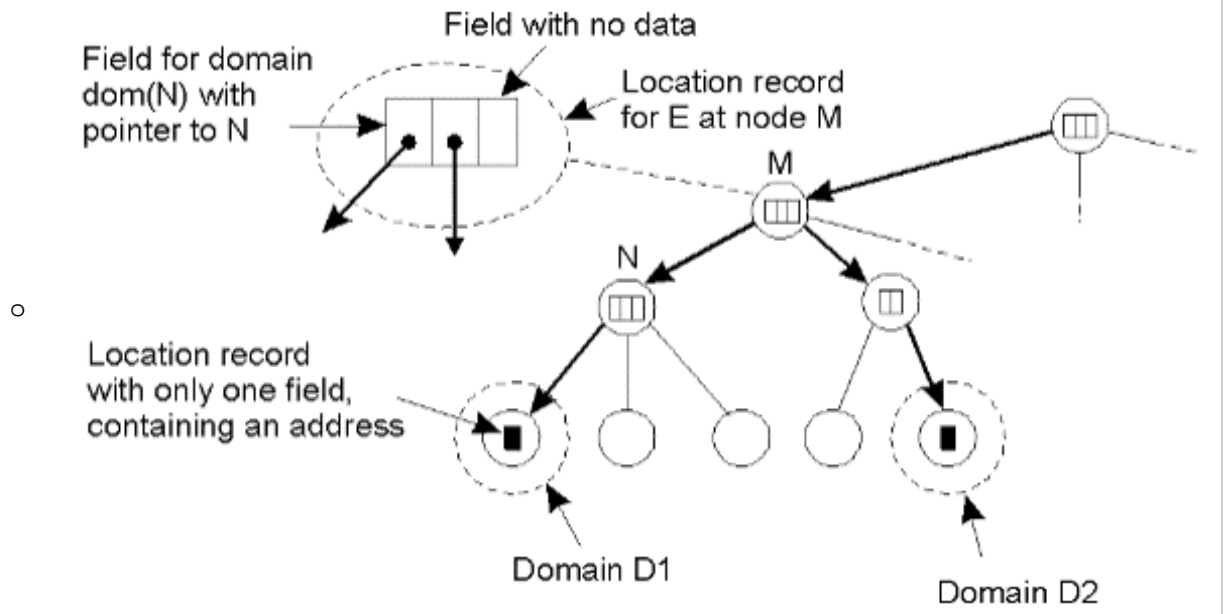 Field with no data
Field for domain
dom(N) with
pointer to N
Location record
for E at node M
M
N
Location record
with only one field,
containing an address
Domain D1
Domain D2